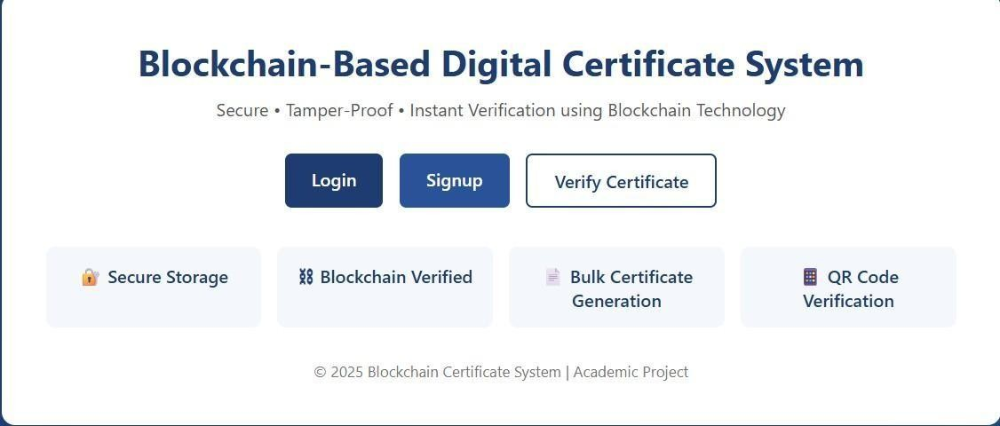 Blockchain-Based Digital Certificate System
Secure • Tamper-Proof • Instant Verification using Blockchain Technology
Login
Signup
Verify Certificate
🔐 Secure Storage
⛓ Blockchain Verified
📄 Bulk Certificate
Generation
📱 QR Code
Verification
© 2025 Blockchain Certificate System | Academic Project